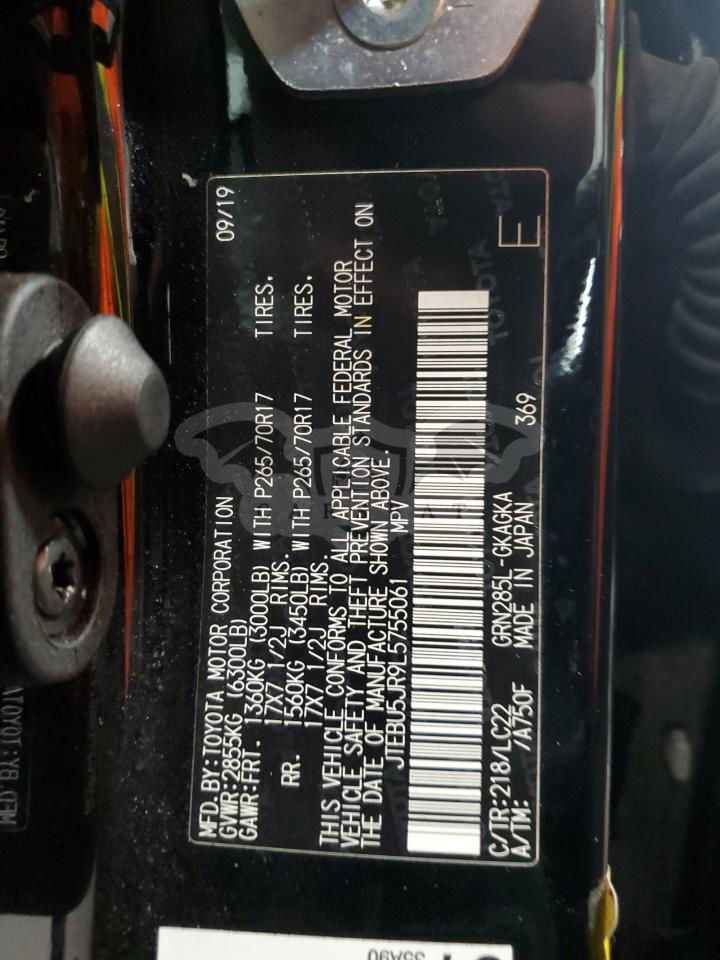 MFD.BY:TOYOTA MOTOR CORPORATION 09/19
GVWR:2855KG (6300LB)
GAWR:FRT. 1360KG (3000LB) WITH P265/70R17 TIRES.
17X7 1/2J RIMS.
RR. 1560KG (3450LB) WITH P265/70R17 TIRES.
17X7 1/2J RIMS.
THIS VEHICLE CONFORMS TO ALL APPLICABLE FEDERAL MOTOR
VEHICLE SAFETY AND THEFT PREVENTION STANDARDS IN EFFECT ON
THE DATE OF MANUFACTURE SHOWN ABOVE.
JTEBU5JR9L5755061 MPV
C/TR:218/LC22 GRN285L-GKAGKA
A/TM: /A750F MADE IN JAPAN 369
E
35A90